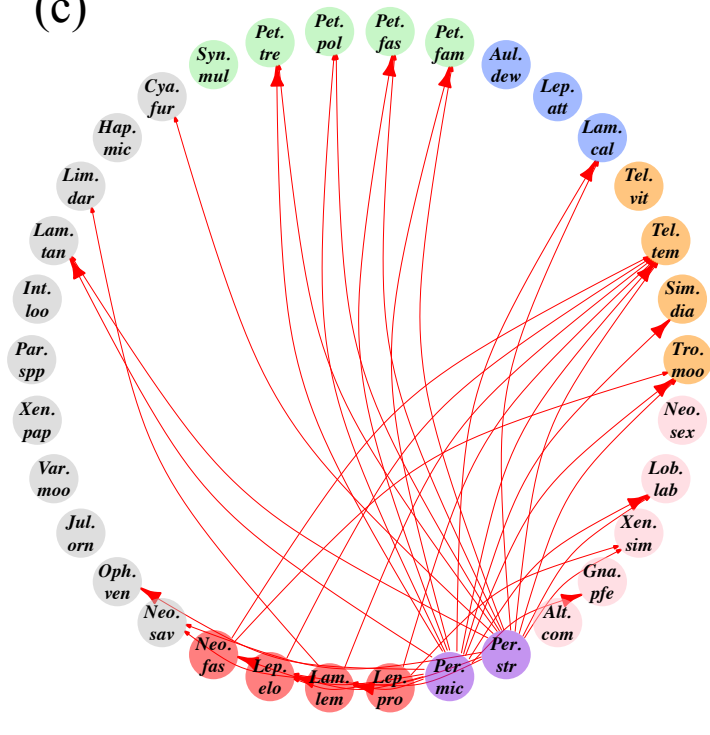 (c)
Pet.
pol
Pet.
fas
Pet.
fam
Aul.
dew
Lep.
att
Lam.
cal
Tel.
vit
Tel.
tem
Sim.
dia
Tro.
moo
Neo.
sex
Lob.
lab
Xen.
sim
Gna.
pfe
Alt.
com
Per.
str
Per.
mic
Lep.
pro
Lam.
lem
Lep.
elo
Neo.
fas
Neo.
sav
Oph.
ven
Jul.
orn
Var.
moo
Xen.
pap
Par.
spp
Int.
loo
Lam.
tan
Lim.
dar
Hap.
mic
Cya.
fur
Syn.
mul
Pet.
tre